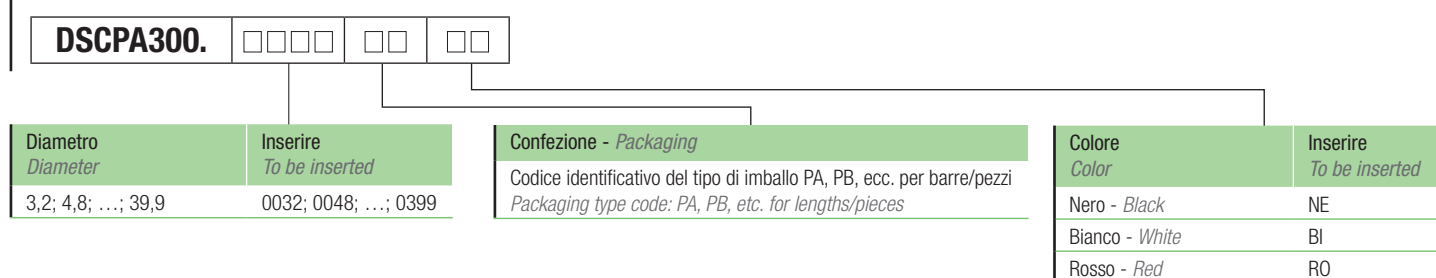 DSCPA300. □□□□ □□ □□
Diametro Inserire
Diameter To be inserted
3,2; 4,8; …; 39,9 0032; 0048; …; 0399
Confezione - Packaging
Codice identificativo del tipo di imballo PA, PB, ecc. per barre/pezzi
Packaging type code: PA, PB, etc. for lengths/pieces
Colore Inserire
Color To be inserted
Nero - Black NE
Bianco - White BI
Rosso - Red RO